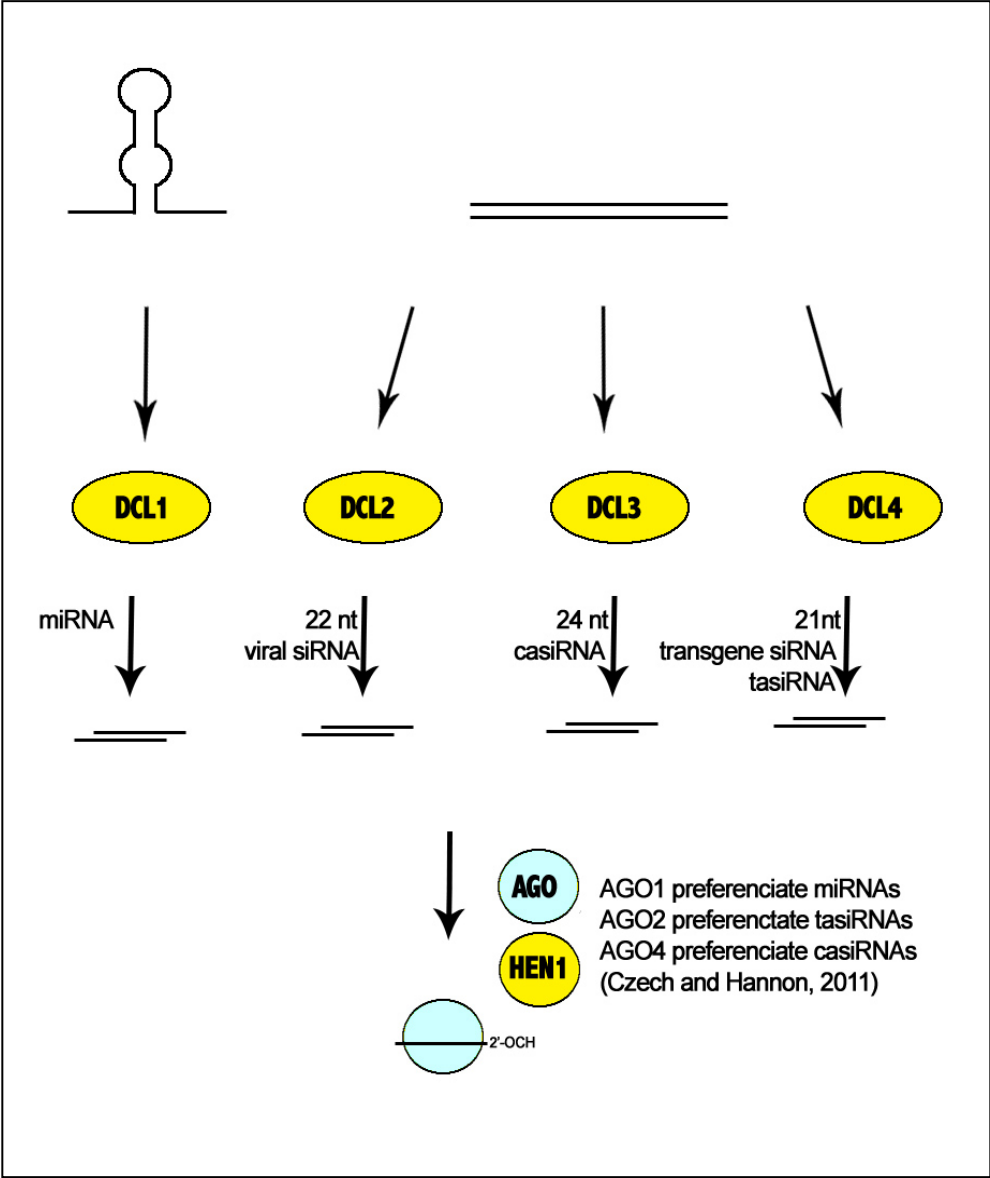 DCL1
DCL2
DCL3
DCL4
miRNA
22 nt
viral siRNA
24 nt
casiRNA
21nt
transgene siRNA
tasiRNA
AGO
HEN1
AGO1 preferenciate miRNAs
AGO2 preferenctate tasiRNAs
AGO4 preferenciate casiRNAs
(Czech and Hannon, 2011)
2'-OCH